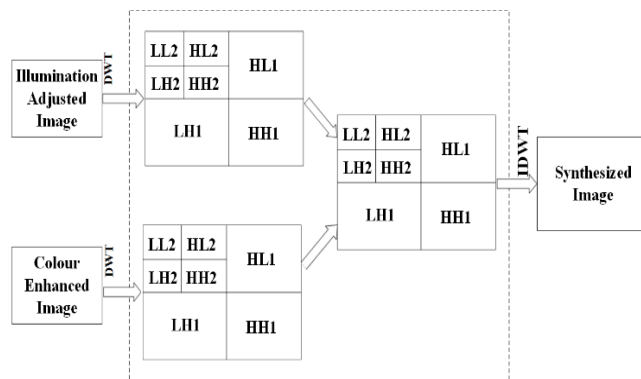 Illumination
Adjusted
Image
DWT
LL2 HL2
LH2 HH2
HL1
LH1
HH1
Colour
Enhanced
Image
DWT
LL2 HL2
LH2 HH2
HL1
LH1
HH1
LL2 HL2
LH2 HH2
HL1
LH1
HH1
IDWT
Synthesized
Image